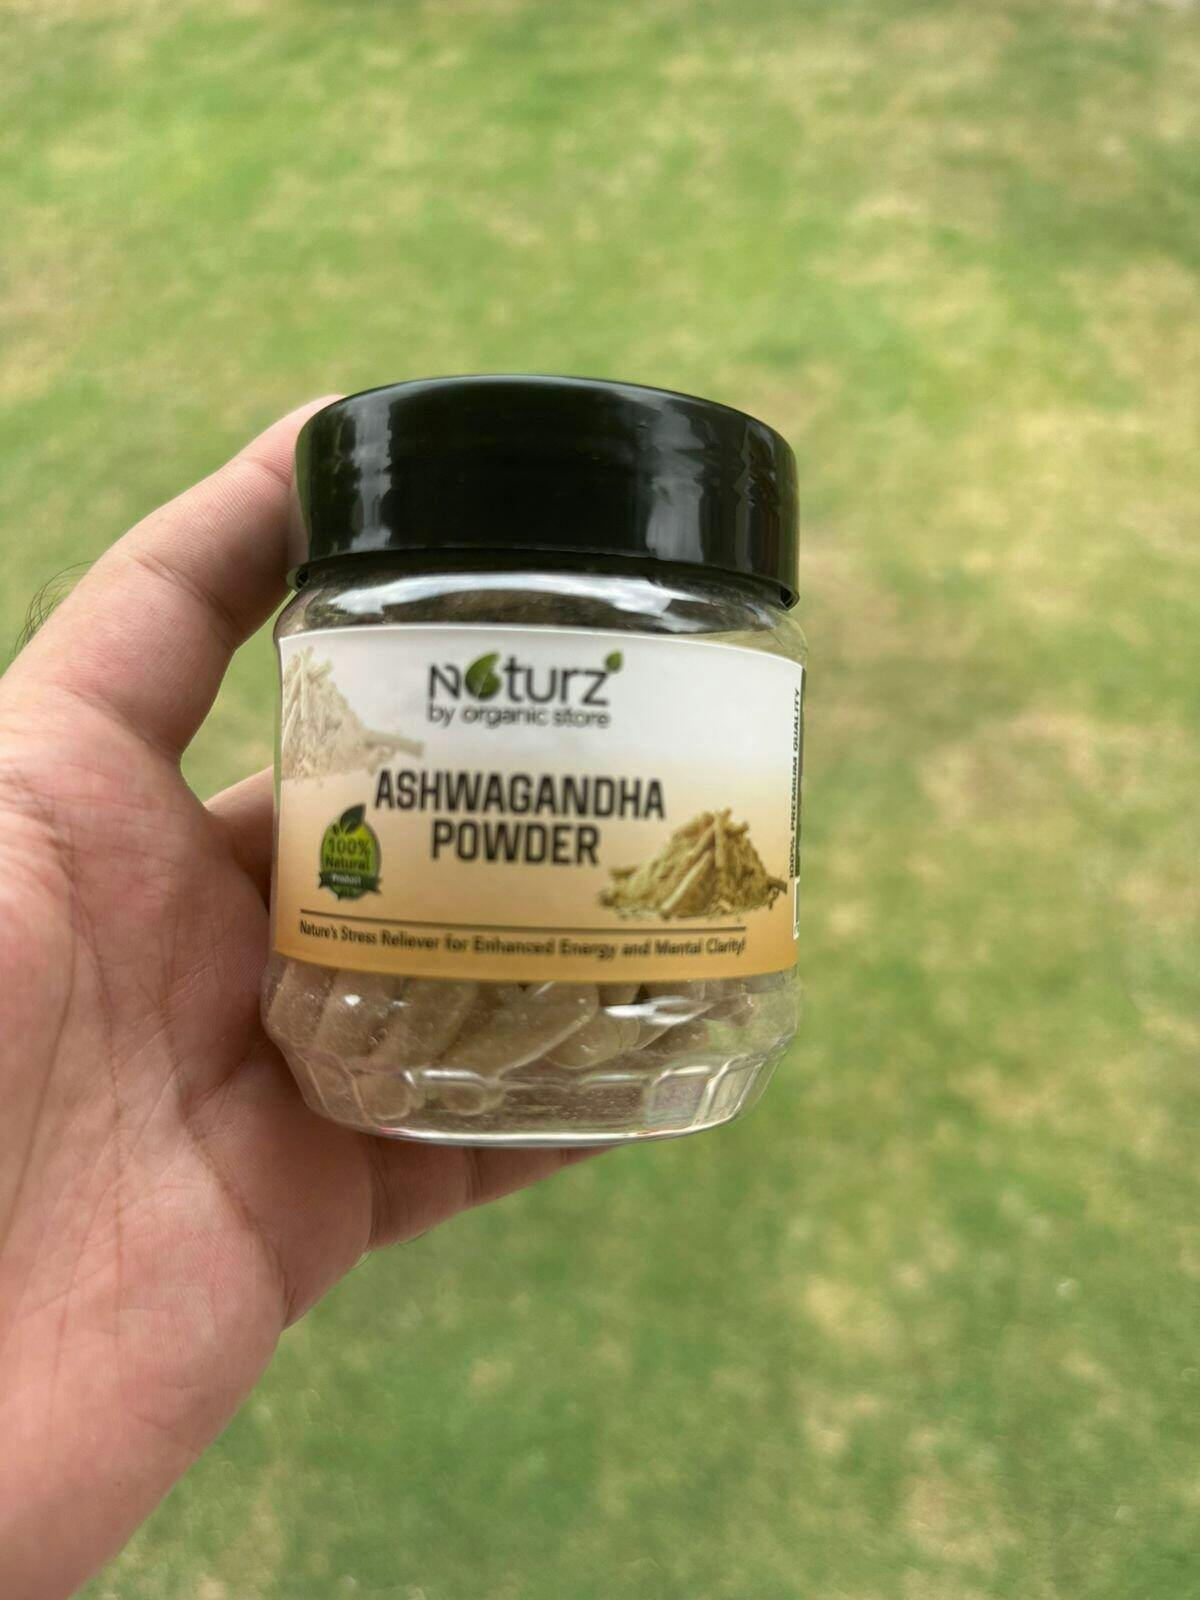 Naturz
by organic store
ASHWAGANDHA
POWDER
100%
Natural
Product
Nature's Stress Reliever for Enhanced Energy and Mental Clarity!
100% PREMIUM QUALITY